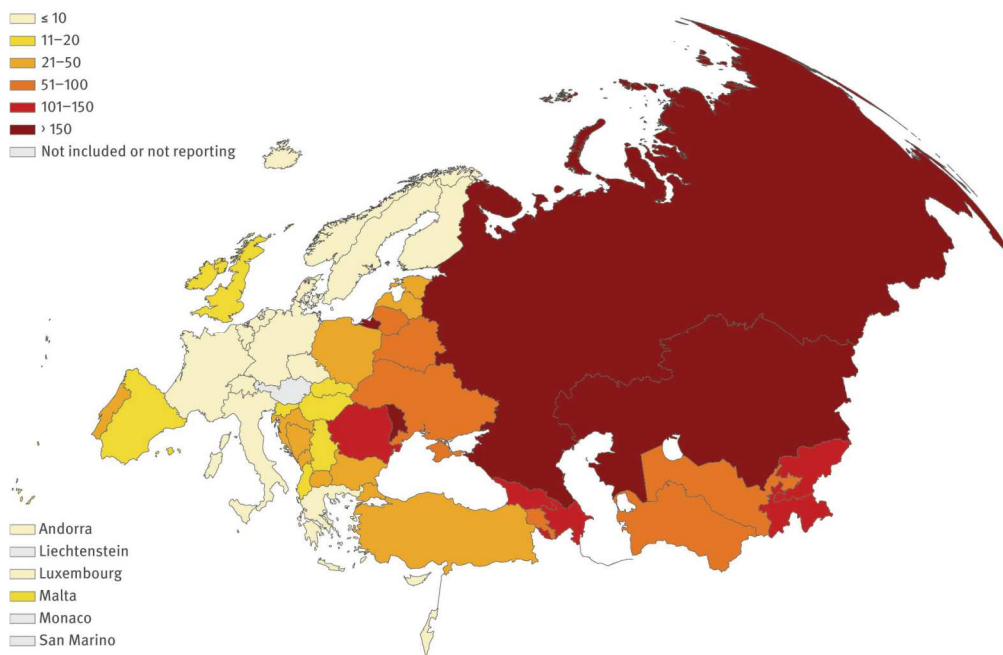 ≤ 10
11–20
21–50
51–100
101–150
› 150
Not included or not reporting
Andorra
Liechtenstein
Luxembourg
Malta
Monaco
San Marino